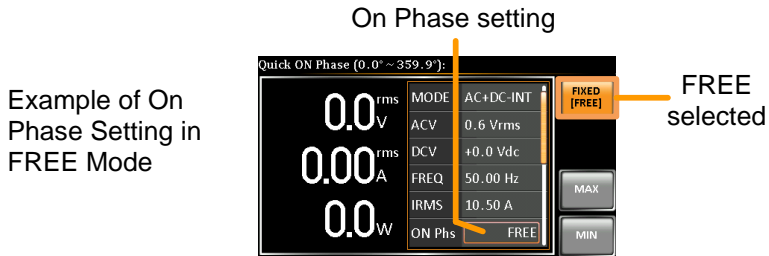 On Phase setting
Example of On
Phase Setting in
FREE Mode
Quick ON Phase (0.0° ~ 359.9°):
0.0 rms V
0.00 rms A
0.0 W
MODE AC+DC-INT
ACV 0.6 Vrms
DCV +0.0 Vdc
FREQ 50.00 Hz
IRMS 10.50 A
ON Phs FREE
FIXED
[FREE]
MAX
MIN
FREE
selected